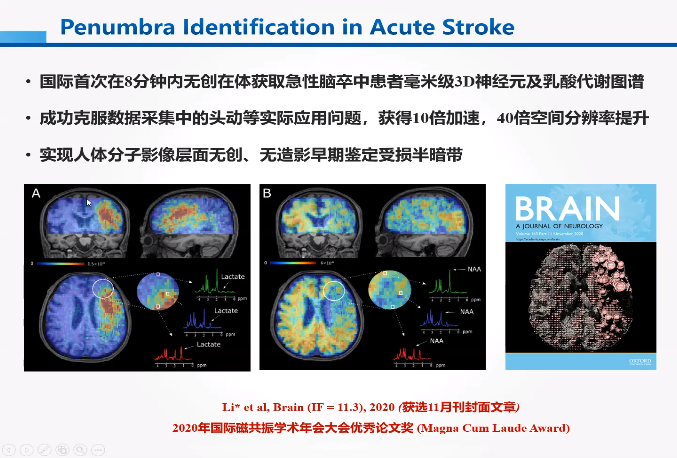 Penumbra Identification in Acute Stroke
• 国际首次在8分钟内无创在体获取急性脑卒中患者毫米级3D神经元及乳酸代谢图谱
• 成功克服数据采集中的头动等实际应用问题，获得10倍加速，40倍空间分辨率提升
• 实现人体分子影像层面无创、无造影早期鉴定受损半暗带
A
Lactate
ppm
Lactate
ppm
Lactate
ppm
B
NAA
ppm
NAA
ppm
NAA
ppm
BRAIN
A JOURNAL OF NEUROLOGY
OXFORD
Li* et al, Brain (IF = 11.3), 2020 (获选11月刊封面文章)
2020年国际磁共振学术年会大会优秀论文奖 (Magna Cum Laude Award)